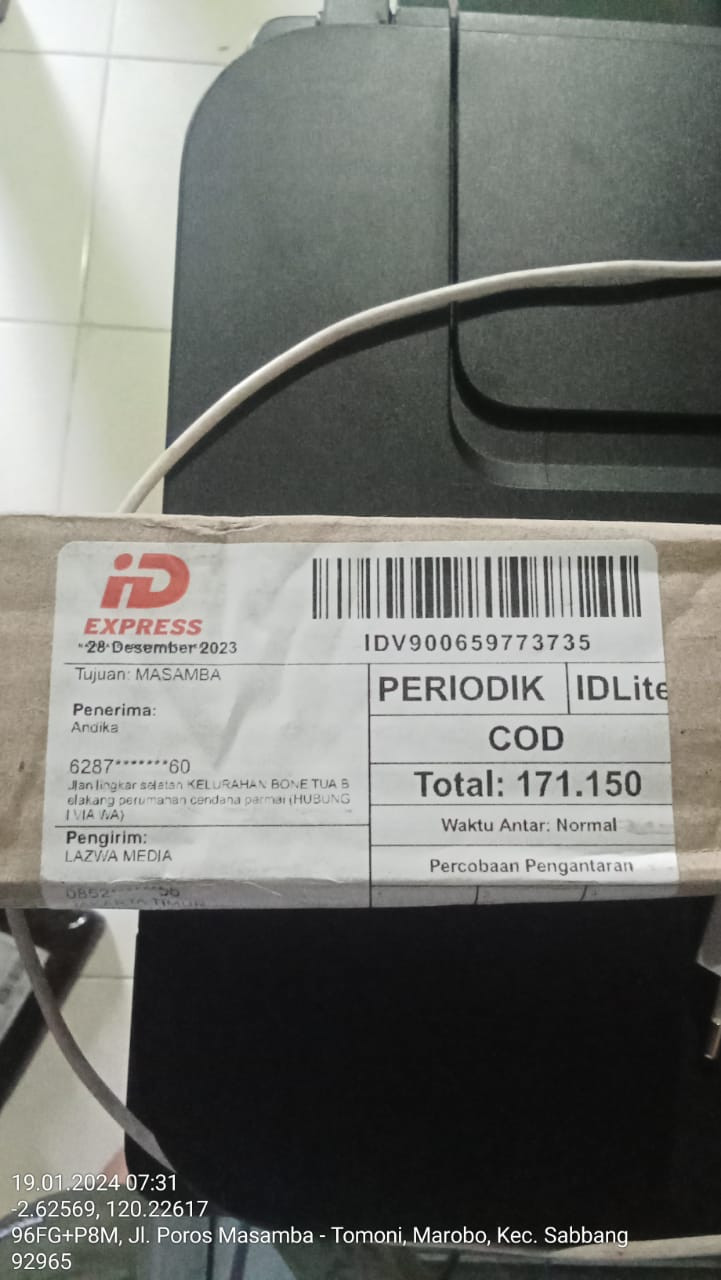 iD
EXPRESS
28 Desember 2023
IDV900659773735
Tujuan: MASAMBA
PERIODIK
IDLite
Penerima:
Andika
COD
6287*******60
Total: 171.150
Jlan lingkar selatan KELURAHAN BONE TUA B
elakang perumahan cendana permai (HUBUNG
I VIA WA)
Waktu Antar: Normal
Pengirim:
LAZWA MEDIA
Percobaan Pengantaran
JAKARTA TIMUR
19.01.2024 07:31
-2.62569, 120.22617
96FG+P8M, Jl. Poros Masamba - Tomoni, Marobo, Kec. Sabbang
92965